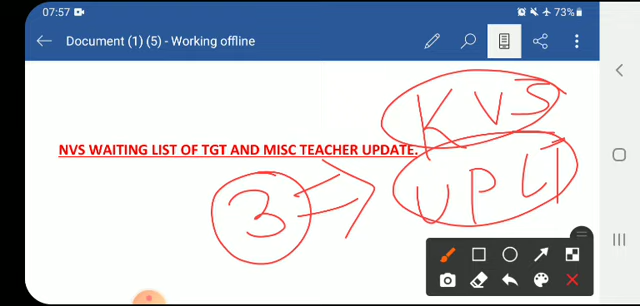 07:57 73%
Document (1) (5) - Working offline
KVS
NVS WAITING LIST OF TGT AND MISC TEACHER UPDATE.
UPLT
3